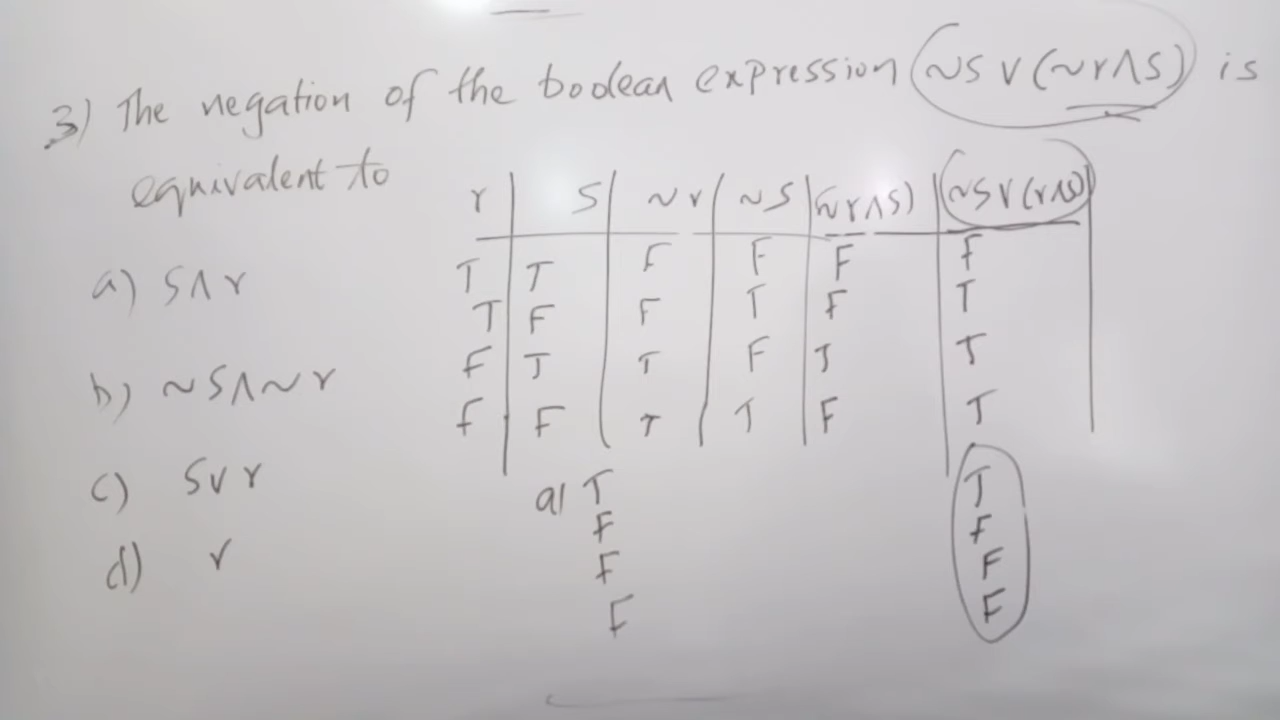 3) The negation of the boolean expression ~S ∨ (~r∧S) is
equivalent to
r S ~r ~S (~r∧S) ~S∨(r∧S)
a) S∧r
T T F F F F
T F F T F T
b) ~S∧~r
F T T F T T
F F T T F T
c) S∨r
a) T T
F F
d) r
F F
F F